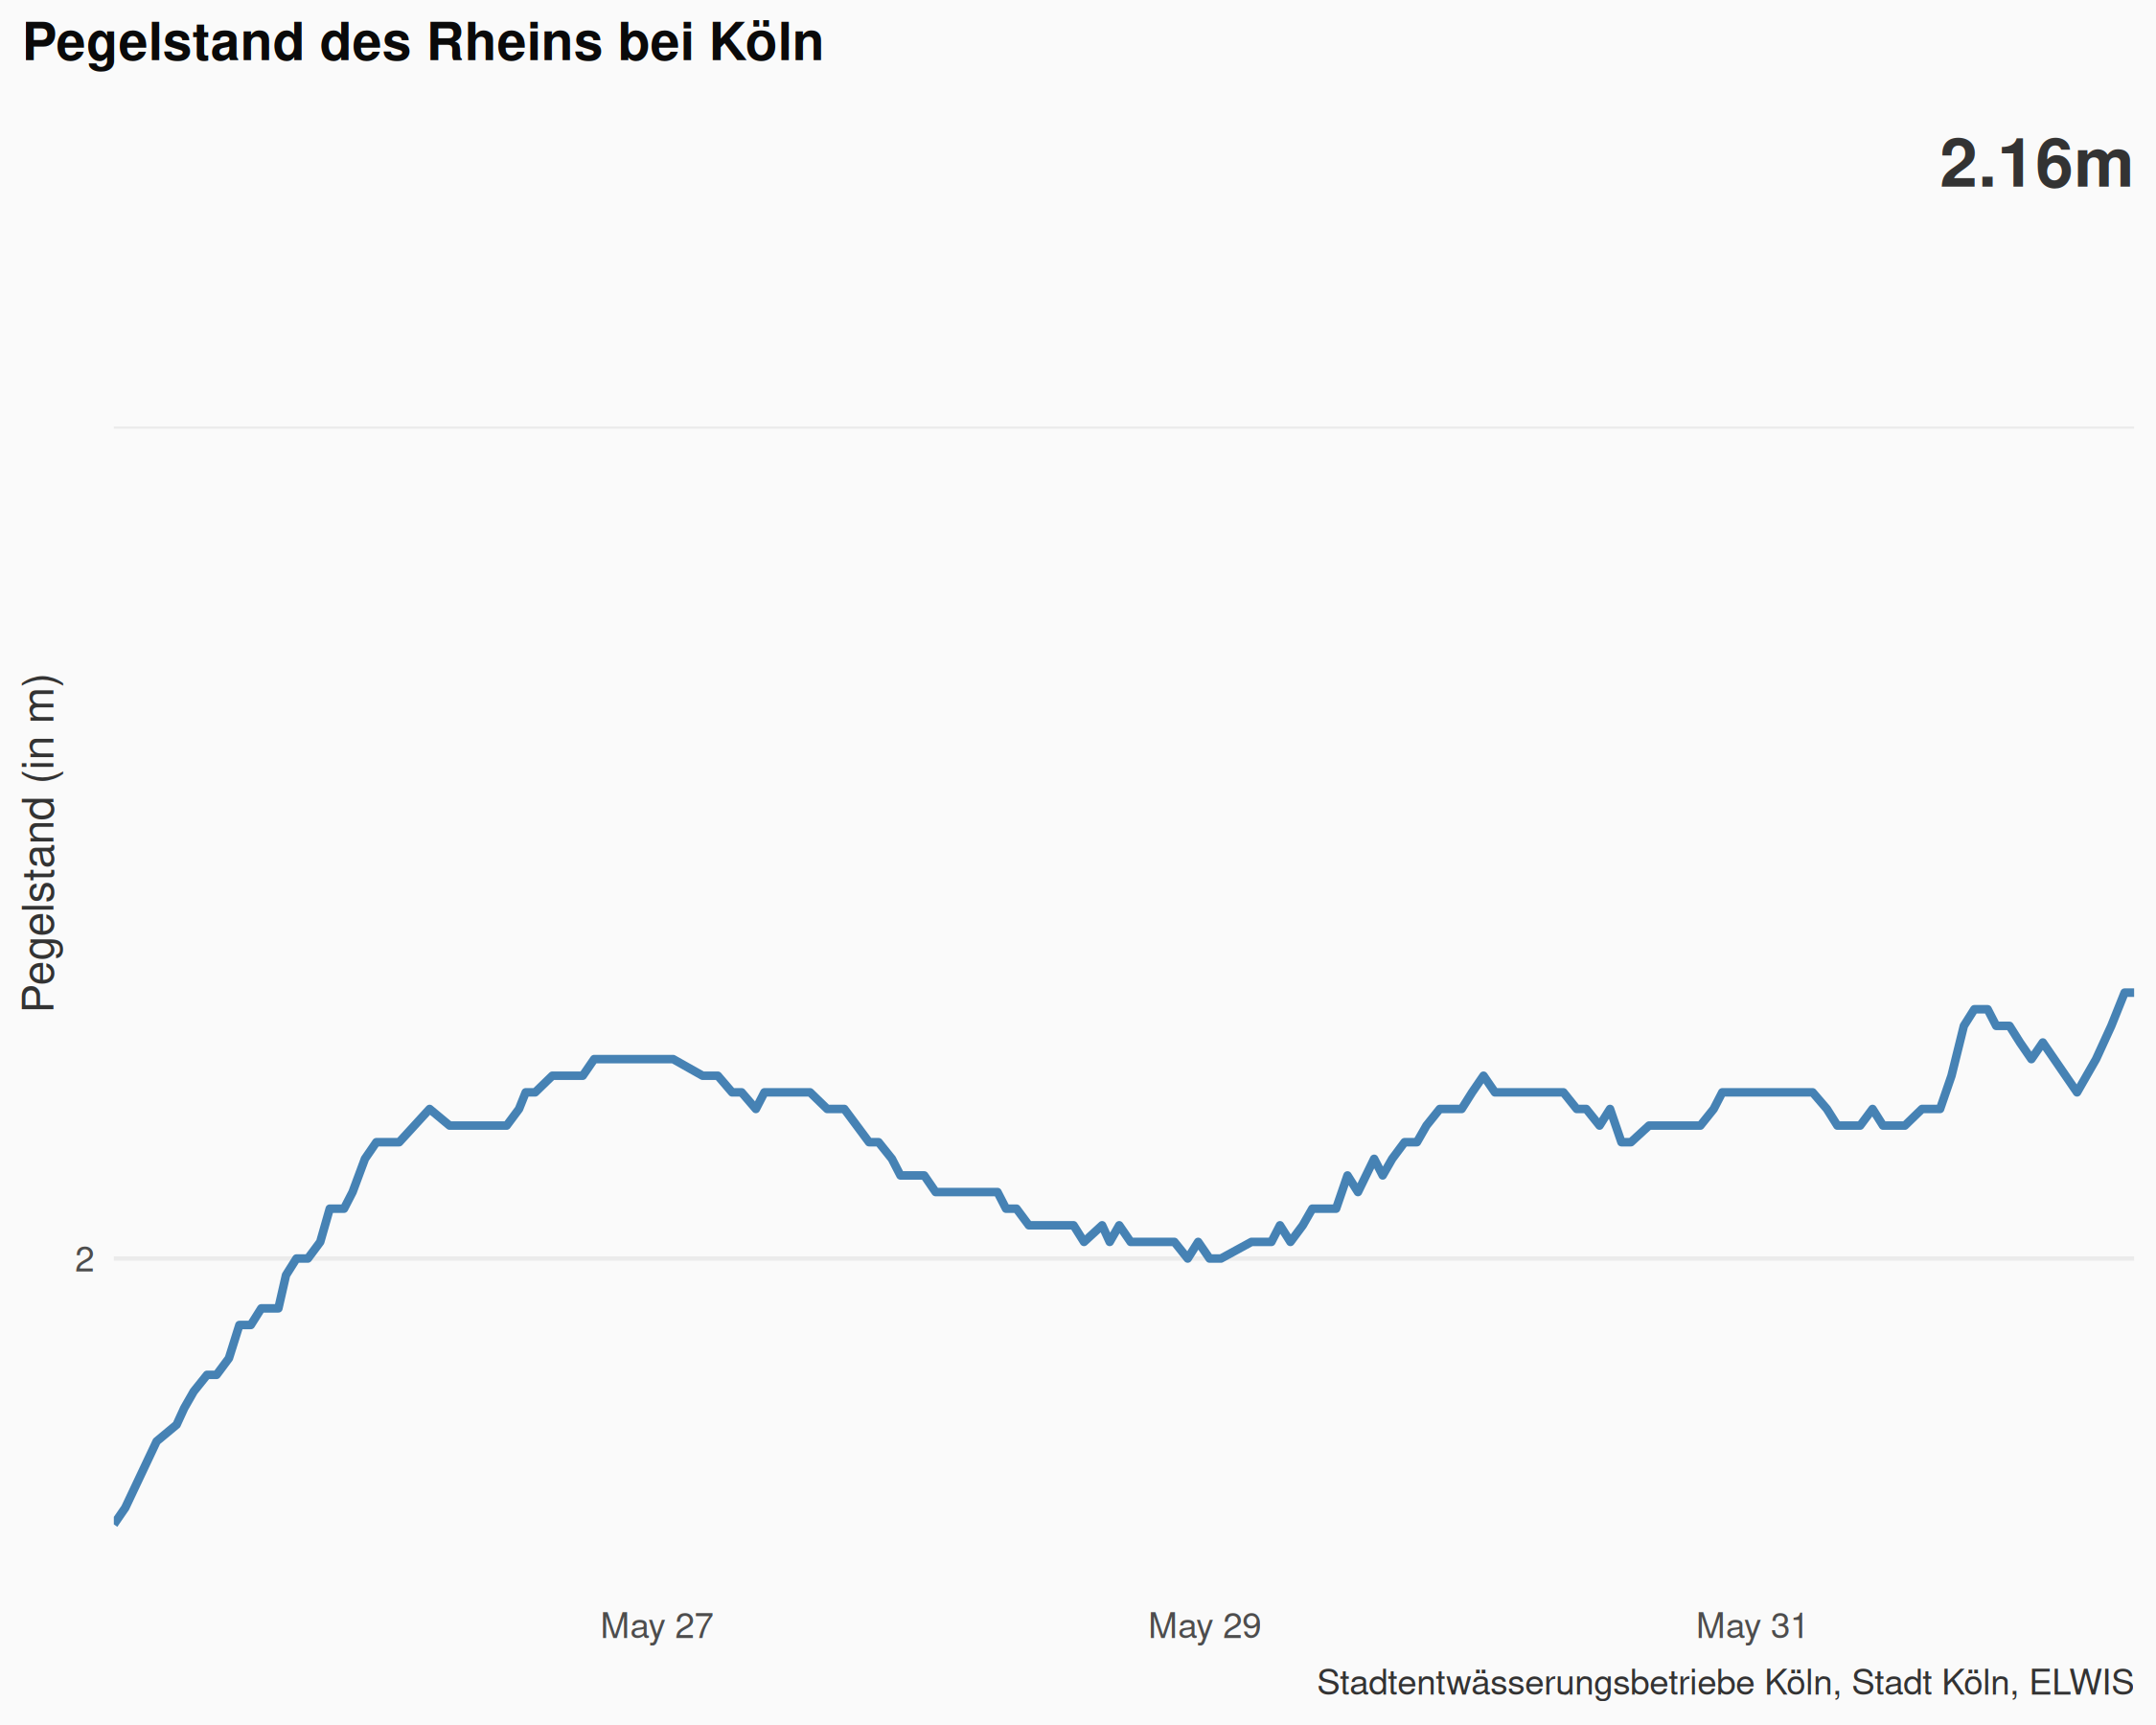 Pegelstand des Rheins bei Köln
2.16m
Pegelstand (in m)
2
May 27
May 29
May 31
Stadtentwässerungsbetriebe Köln, Stadt Köln, ELWIS